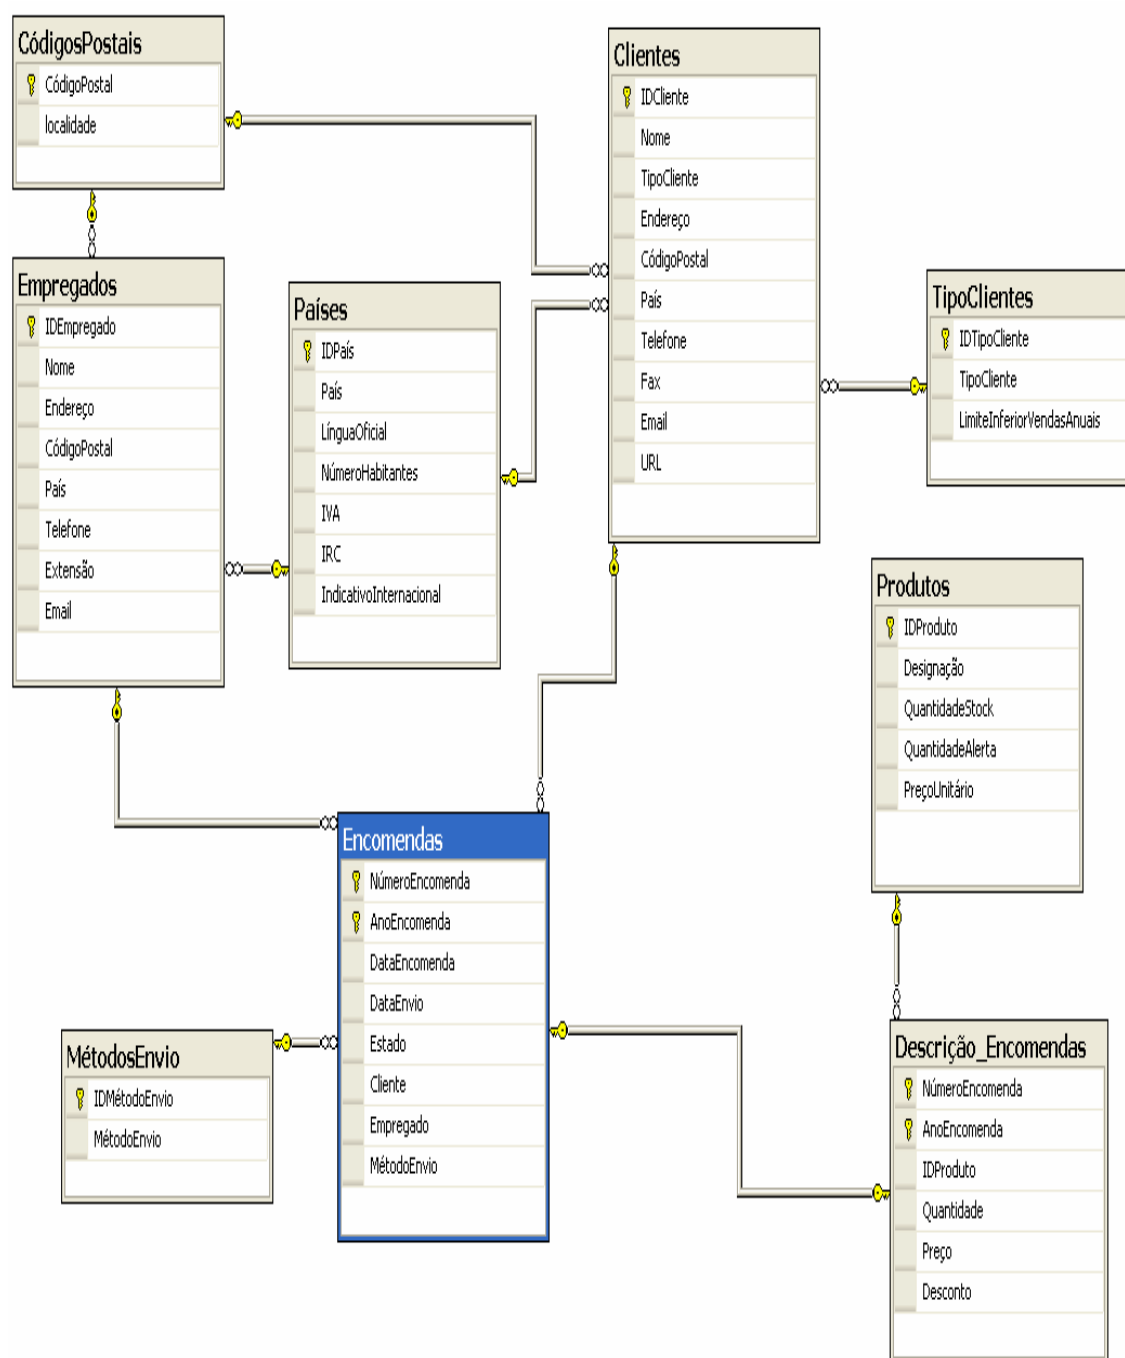 CódigosPostais
CódigoPostal
localidade
Clientes
IDCliente
Nome
TipoCliente
Endereço
CódigoPostal
País
Telefone
Fax
Email
URL
Empregados
IDEmpregado
Nome
Endereço
CódigoPostal
País
Telefone
Extensão
Email
Países
IDPaís
País
LínguaOficial
NúmeroHabitantes
IVA
IRC
IndicativoInternacional
TipoClientes
IDTipoCliente
TipoCliente
LimiteInferiorVendasAnuais
Produtos
IDProduto
Designação
QuantidadeStock
QuantidadeAlerta
PreçoUnitário
Encomendas
NúmeroEncomenda
AnoEncomenda
DataEncomenda
DataEnvio
Estado
Cliente
Empregado
MétodoEnvio
MétodosEnvio
IDMétodoEnvio
MétodoEnvio
Descrição_Encomendas
NúmeroEncomenda
AnoEncomenda
IDProduto
Quantidade
Preço
Desconto